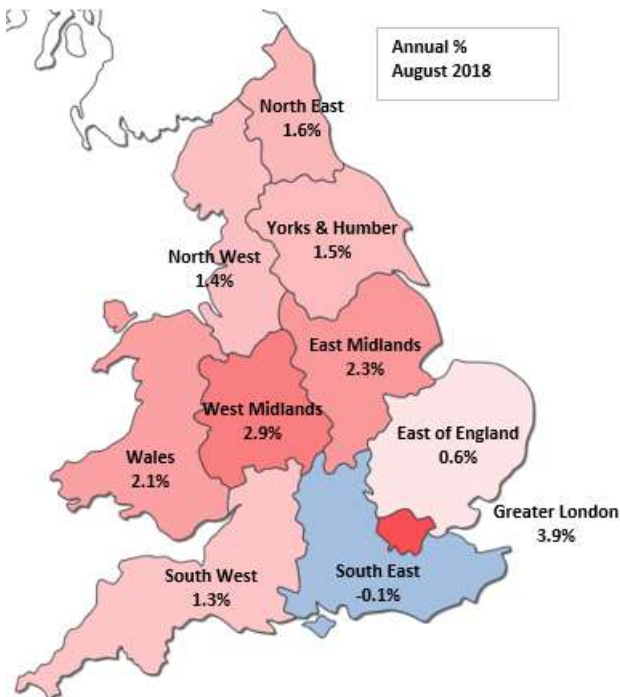 Annual %
August 2018
North East
1.6%
Yorks & Humber
1.5%
North West
1.4%
East Midlands
2.3%
West Midlands
2.9%
East of England
0.6%
Wales
2.1%
Greater London
3.9%
South West
1.3%
South East
-0.1%